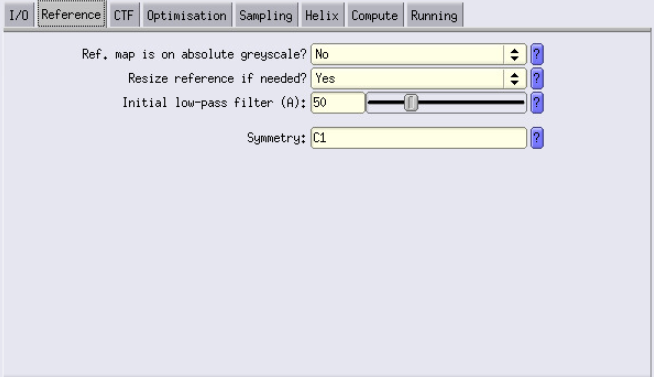 I/O Reference CTF Optimisation Sampling Helix Compute Running
Ref. map is on absolute greyscale? No ?
Resize reference if needed? Yes ?
Initial low-pass filter (A): 50 ?
Symmetry: C1 ?